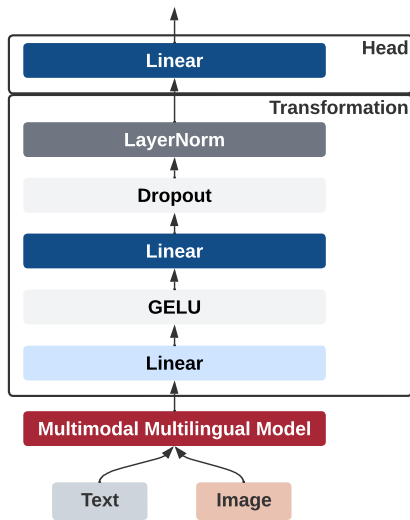 Head
Linear
Transformation
LayerNorm
Dropout
Linear
GELU
Linear
Multimodal Multilingual Model
Text
Image